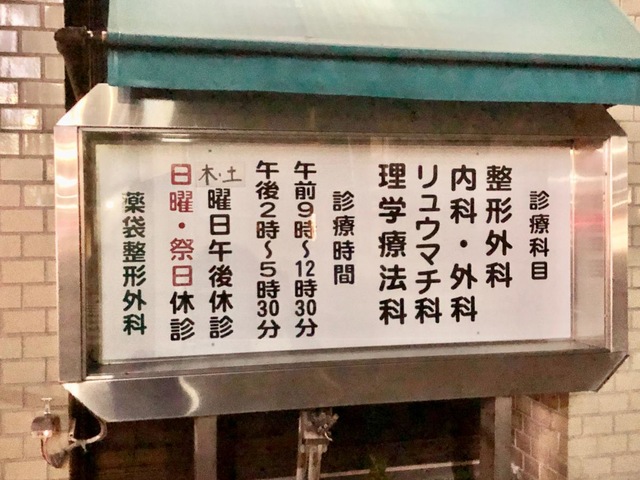 診療科目
整形外科
内科・外科
リュウマチ科
理学療法科
診療時間
午前9時〜12時30分
午後2時〜5時30分
木・土曜日午後休診
日曜・祭日休診
薬袋整形外科